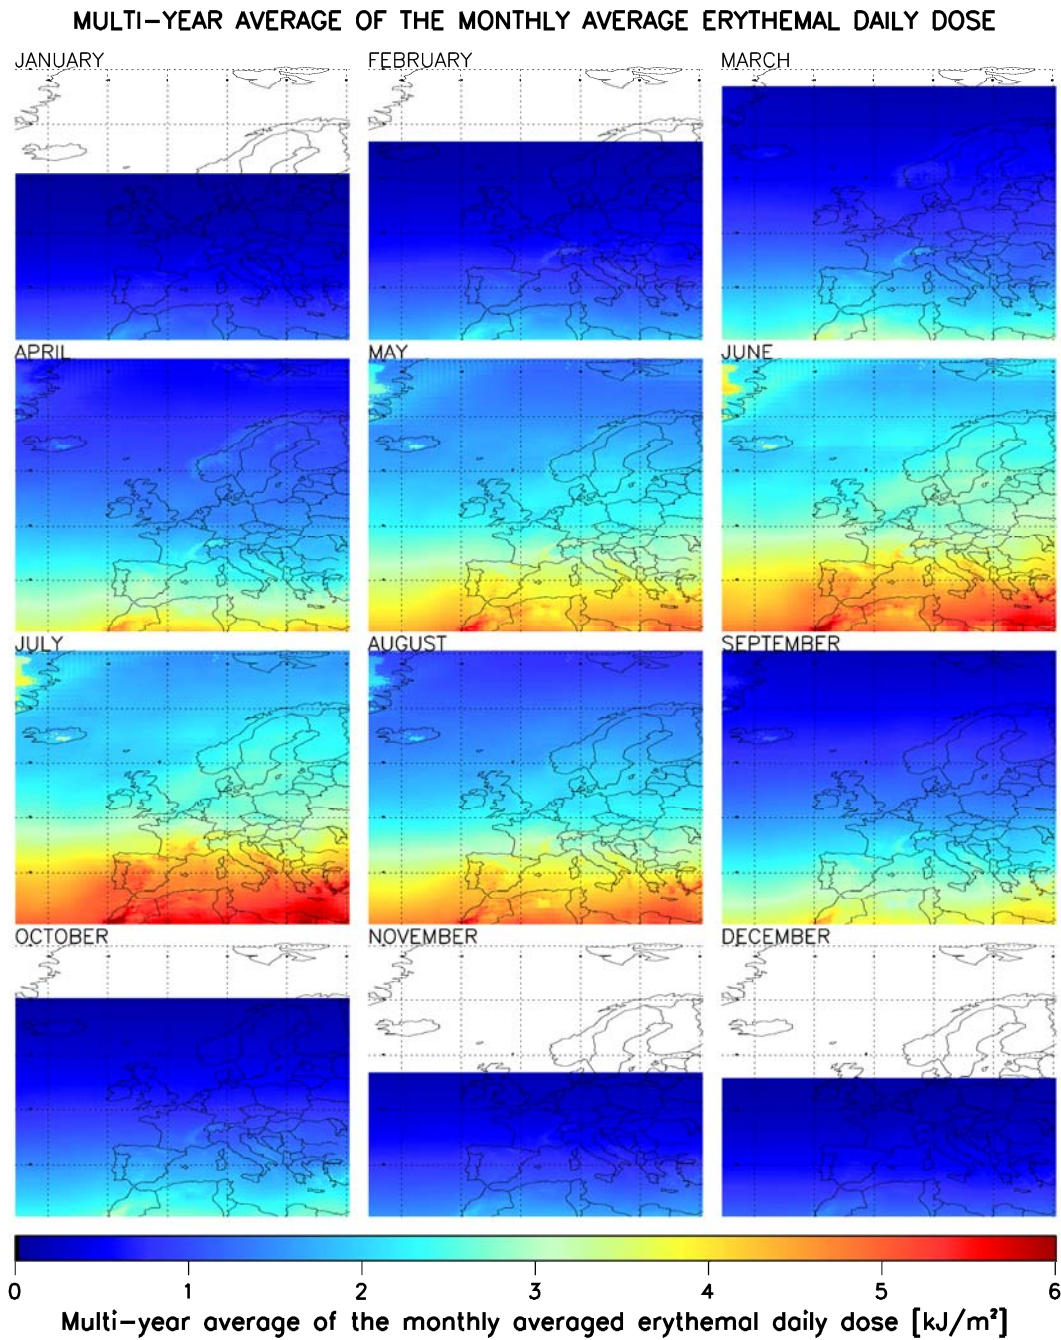 MULTI-YEAR AVERAGE OF THE MONTHLY AVERAGE ERYTHEMAL DAILY DOSE
JANUARY FEBRUARY MARCH
APRIL MAY JUNE
JULY AUGUST SEPTEMBER
OCTOBER NOVEMBER DECEMBER
0 1 2 3 4 5 6
Multi-year average of the monthly averaged erythemal daily dose [kJ/m²]